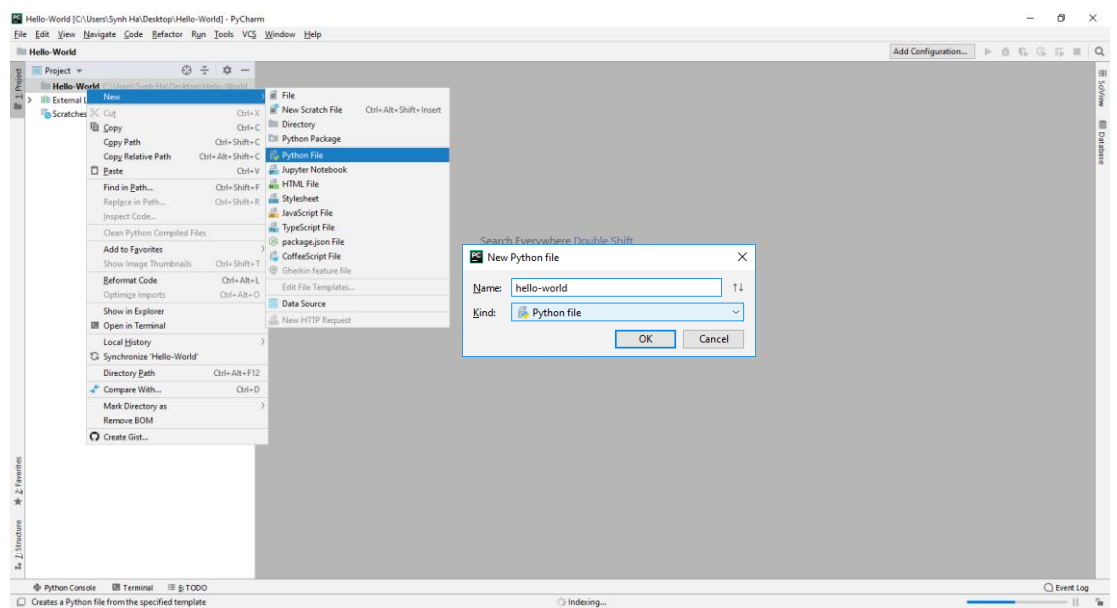 Hello-World [C:\Users\Synh Ha\Desktop\Hello-World] - PyCharm
File Edit View Navigate Code Refactor Run Tools VCS Window Help
Hello-World
Add Configuration...
Project
1: Project
Hello-World C:\Users\Synh Ha\Desktop\Hello-World
External L
Scratches
New
Cut Ctrl+X
Copy Ctrl+C
Copy Path Ctrl+Shift+C
Copy Relative Path Ctrl+Alt+Shift+C
Paste Ctrl+V
Find in Path... Ctrl+Shift+F
Replace in Path... Ctrl+Shift+R
Inspect Code...
Clean Python Compiled Files
Add to Favorites
Show Image Thumbnails Ctrl+Shift+T
Reformat Code Ctrl+Alt+L
Optimize Imports Ctrl+Alt+O
Show in Explorer
Open in Terminal
Local History
Synchronize 'Hello-World'
Directory Path Ctrl+Alt+F12
Compare With... Ctrl+D
Mark Directory as
Remove BOM
Create Gist...
File
New Scratch File Ctrl+Alt+Shift+Insert
Directory
Python Package
Python File
Jupyter Notebook
HTML File
Stylesheet
JavaScript File
TypeScript File
package.json File
CoffeeScript File
Gherkin feature file
Edit File Templates...
Data Source
New HTTP Request
Search Everywhere Double Shift
New Python file
Name: hello-world
Kind: Python file
OK Cancel
SciView
Database
2: Favorites
7: Structure
Python Console Terminal 6: TODO
Event Log
Creates a Python file from the specified template
Indexing...